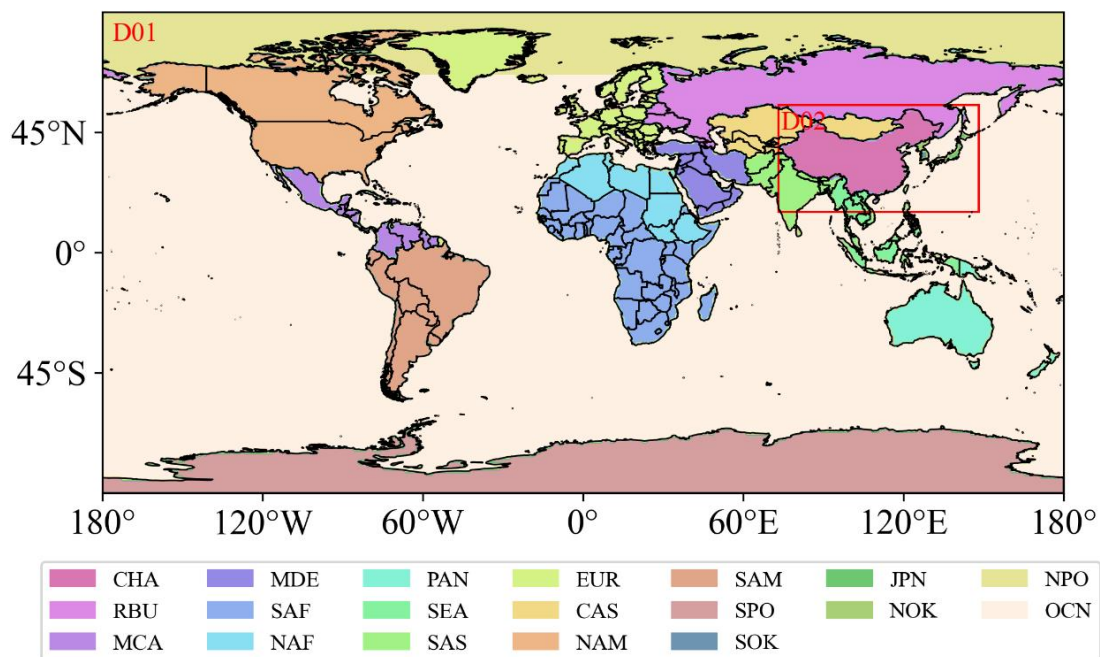 D01
D02
45°N
0°
45°S
180° 120°W 60°W 0° 60°E 120°E 180°
CHA MDE PAN EUR SAM JPN NPO
RBU SAF SEA CAS SPO NOK OCN
MCA NAF SAS NAM SOK